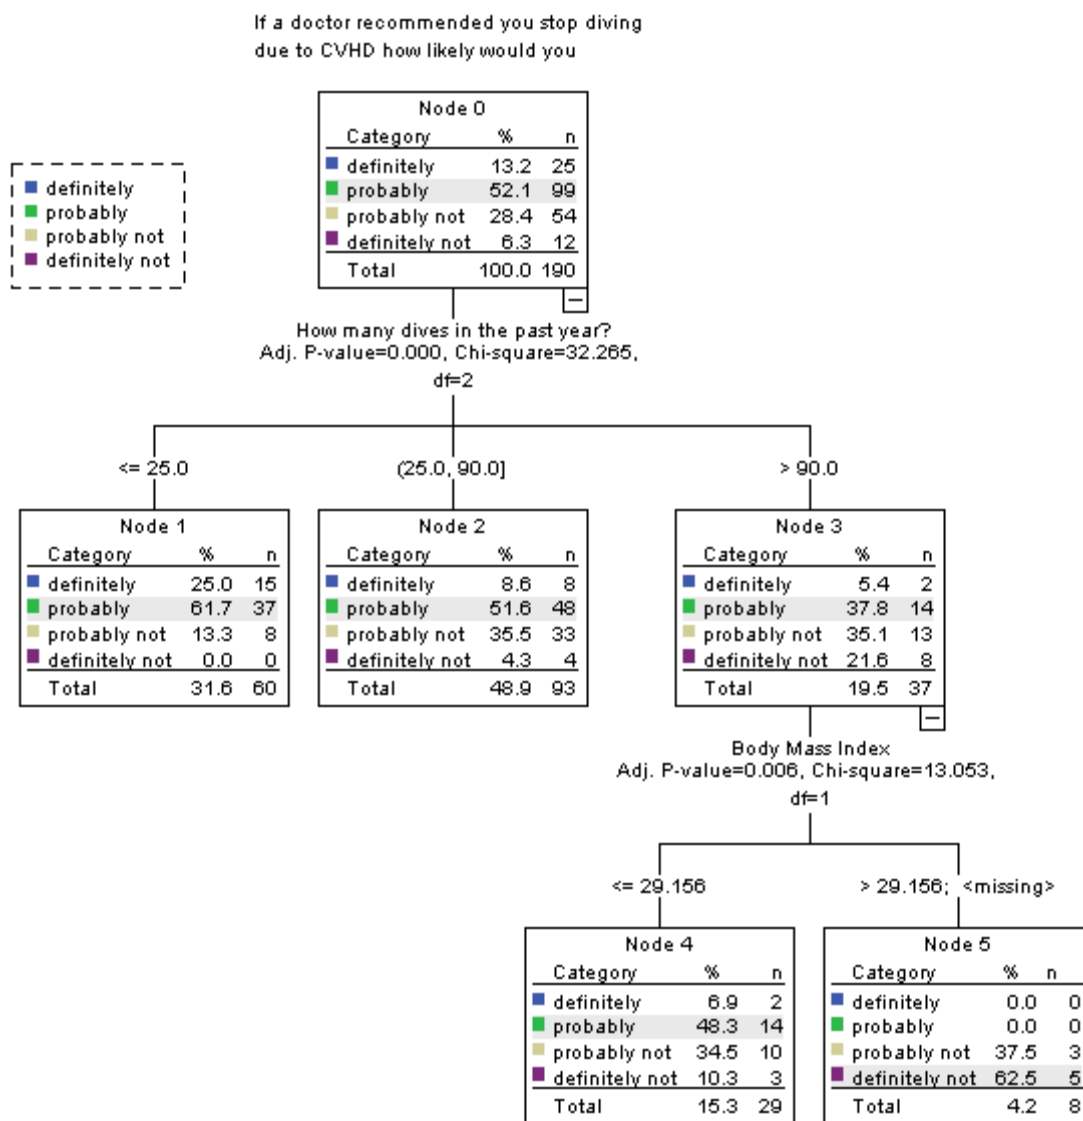 If a doctor recommended you stop diving
due to CVHD how likely would you
definitely
probably
probably not
definitely not
Node 0
Category % n
definitely 13.2 25
probably 52.1 99
probably not 28.4 54
definitely not 6.3 12
Total 100.0 190
How many dives in the past year?
Adj. P-value=0.000, Chi-square=32.265,
df=2
<= 25.0
(25.0, 90.0]
> 90.0
Node 1
Category % n
definitely 25.0 15
probably 61.7 37
probably not 13.3 8
definitely not 0.0 0
Total 31.6 60
Node 2
Category % n
definitely 8.6 8
probably 51.6 48
probably not 35.5 33
definitely not 4.3 4
Total 48.9 93
Node 3
Category % n
definitely 5.4 2
probably 37.8 14
probably not 35.1 13
definitely not 21.6 8
Total 19.5 37
Body Mass Index
Adj. P-value=0.006, Chi-square=13.053,
df=1
<= 29.156
> 29.156; <missing>
Node 4
Category % n
definitely 6.9 2
probably 48.3 14
probably not 34.5 10
definitely not 10.3 3
Total 15.3 29
Node 5
Category % n
definitely 0.0 0
probably 0.0 0
probably not 37.5 3
definitely not 62.5 5
Total 4.2 8